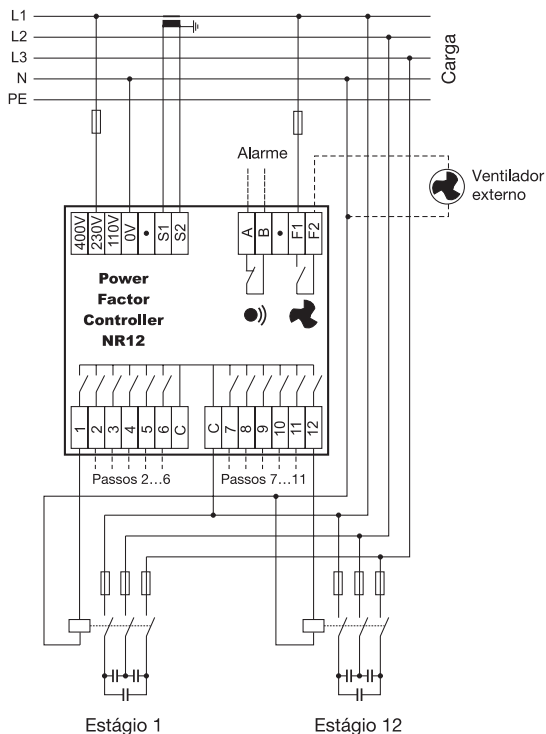 L1
L2
L3
N
PE
Carga
Alarme
Ventilador
externo
400V 230V 110V 0V • S1 S2
A B • F1 F2
Power
Factor
Controller
NR12
1 2 3 4 5 6 C
C 7 8 9 10 11 12
Passos 2...6
Passos 7...11
Estágio 1
Estágio 12